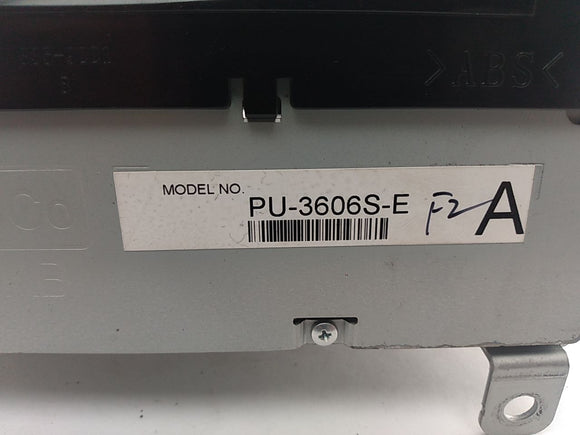 >ABS<
MODEL NO.
PU-3606S-E F2 A
B